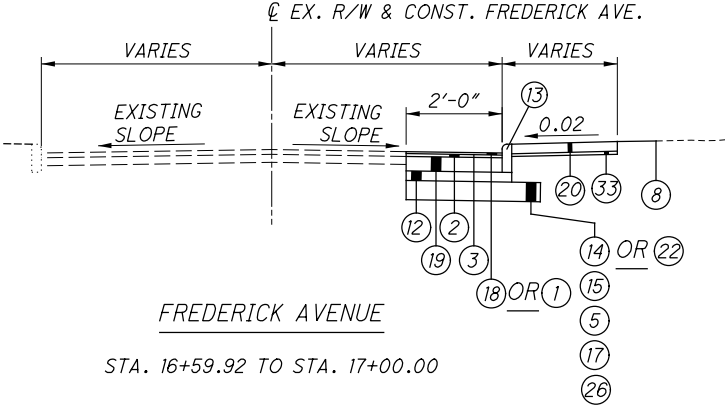 ℄ EX. R/W & CONST. FREDERICK AVE.
VARIES VARIES VARIES
2'-0" 13
EXISTING SLOPE
EXISTING SLOPE
0.02
20 33 8
12 2
19 3
14 OR 22
18 OR 1
15
5
17
26
FREDERICK AVENUE
STA. 16+59.92 TO STA. 17+00.00